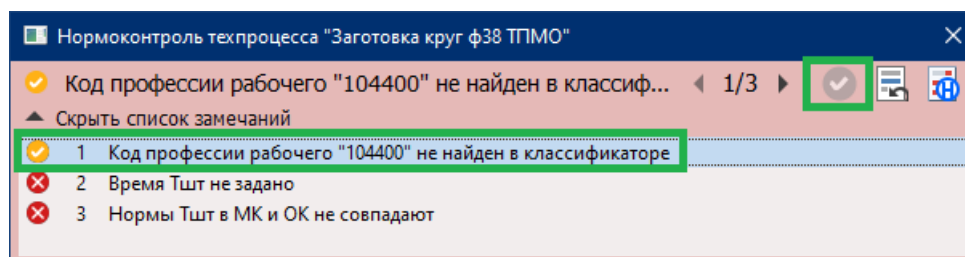 Нормоконтроль техпроцесса "Заготовка круг ф38 ТПМО"
Код профессии рабочего "104400" не найден в классиф... 1/3
Скрыть список замечаний
1 Код профессии рабочего "104400" не найден в классификаторе
2 Время Тшт не задано
3 Нормы Тшт в МК и ОК не совпадают